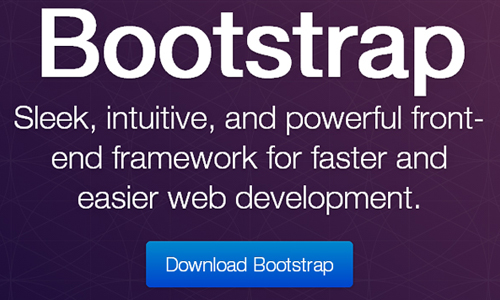 Bootstrap
Sleek, intuitive, and powerful front-
end framework for faster and
easier web development.
Download Bootstrap